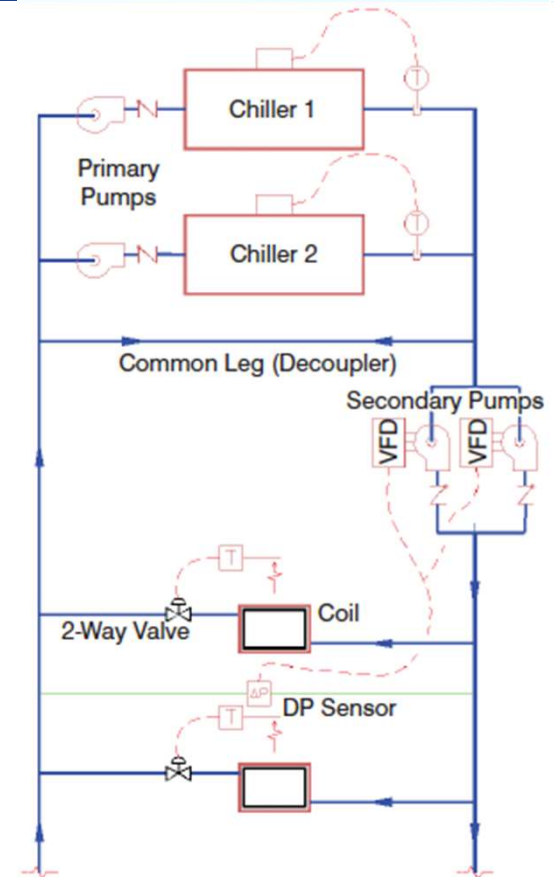 T
Chiller 1
Primary
Pumps
T
Chiller 2
Common Leg (Decoupler)
Secondary Pumps
VFD
VFD
T
2-Way Valve
Coil
ΔP
DP Sensor
T